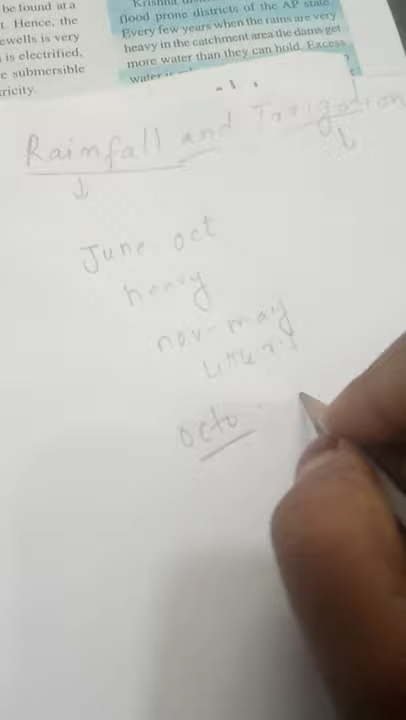 be found at a
t. Hence, the
ewells is very
is electrified,
e submersible
tricity.
flood prone districts of the AP state.
Every few years when the rains are very
heavy in the catchment area the dams get
more water than they can hold. Excess
water
Rainfall and Irrigation
↓ ↓
June-oct
heavy
nov-may
octo